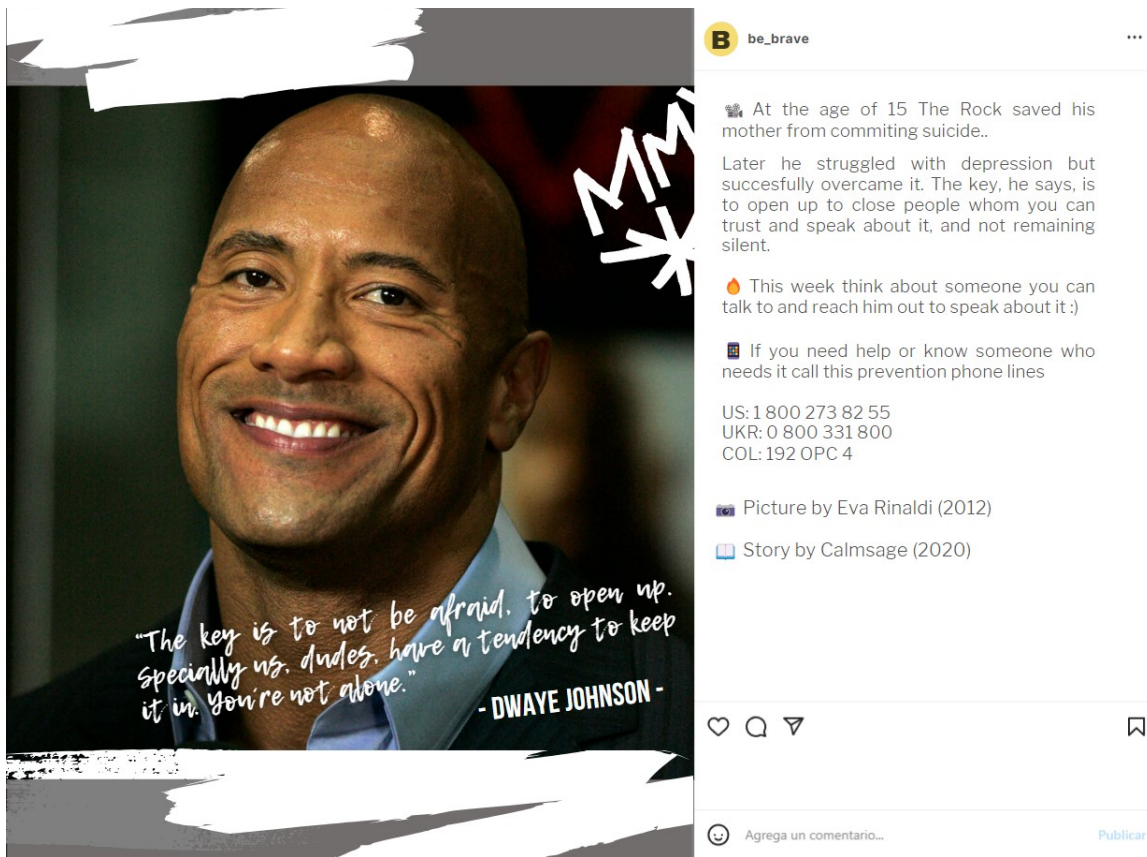 MMV
"The key is to not be afraid, to open up.
Specially us, dudes, have a tendency to keep
it in. You're not alone."
- DWAYE JOHNSON -
B be_brave
At the age of 15 The Rock saved his
mother from commiting suicide..
Later he struggled with depression but
succesfully overcame it. The key, he says, is
to open up to close people whom you can
trust and speak about it, and not remaining
silent.
This week think about someone you can
talk to and reach him out to speak about it :)
If you need help or know someone who
needs it call this prevention phone lines
US: 1 800 273 82 55
UKR: 0 800 331 800
COL: 192 OPC 4
Picture by Eva Rinaldi (2012)
Story by Calmsage (2020)
Agrega un comentario...
Publicar